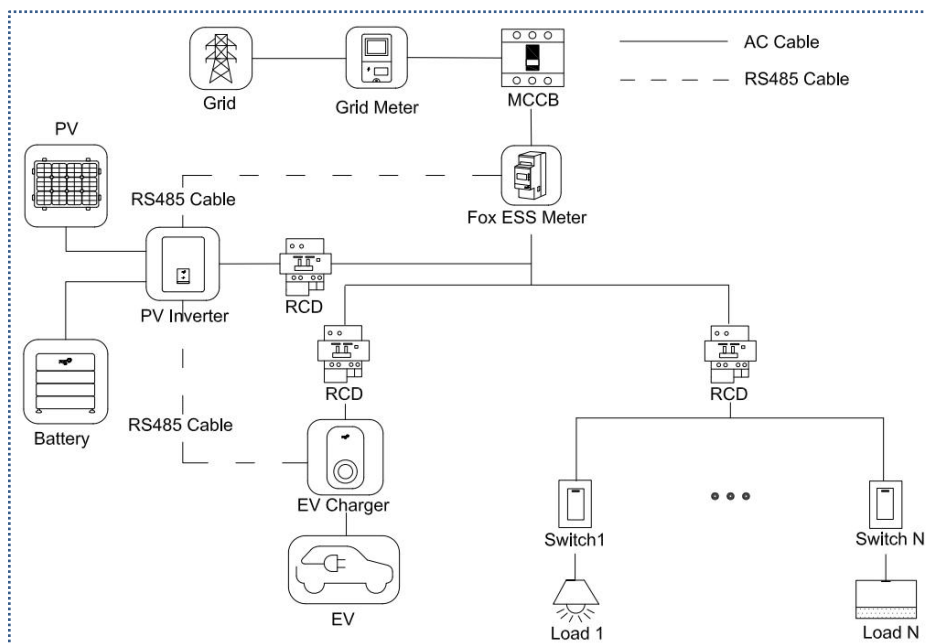 AC Cable
RS485 Cable
Grid
Grid Meter
MCCB
PV
RS485 Cable
Fox ESS Meter
RCD
PV Inverter
RCD
RCD
RS485 Cable
Battery
EV Charger
Switch1
Switch N
EV
Load 1
Load N